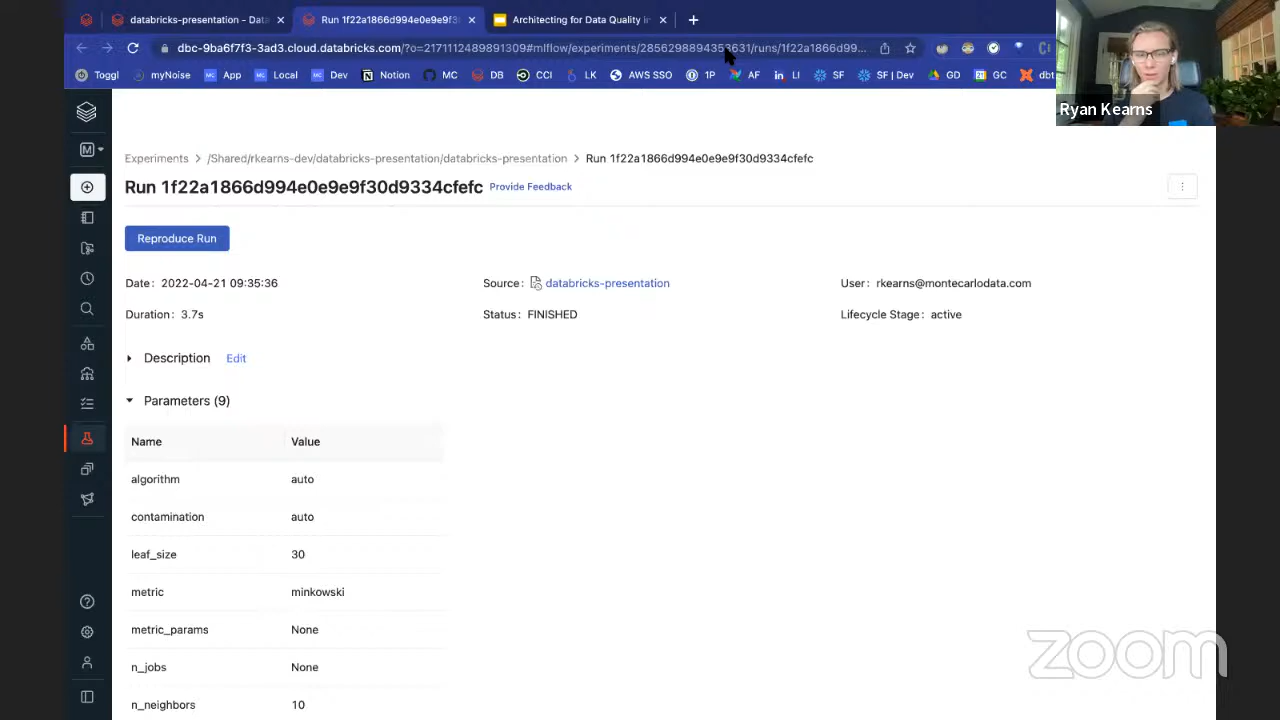 databricks-presentation - Data
Run 1f22a1866d994e0e9e9f30d9334
Architecting for Data Quality in
dbc-9ba6f7f3-3ad3.cloud.databricks.com/?o=2171112489891309#mlflow/experiments/2856298894353631/runs/1f22a1866d99...
Toggl myNoise App Local Dev Notion MC DB CCI LK AWS SSO 1P AF LI SF SF | Dev GD GC dbt
Ryan Kearns
Experiments > /Shared/rkearns-dev/databricks-presentation/databricks-presentation > Run 1f22a1866d994e0e9e9f30d9334cfefc
Run 1f22a1866d994e0e9e9f30d9334cfefc Provide Feedback
Reproduce Run
Date : 2022-04-21 09:35:36 Source : databricks-presentation User : rkearns@montecarlodata.com
Duration : 3.7s Status : FINISHED Lifecycle Stage : active
Description Edit
Parameters (9)
Name Value
algorithm auto
contamination auto
leaf_size 30
metric minkowski
metric_params None
n_jobs None
n_neighbors 10
zoom